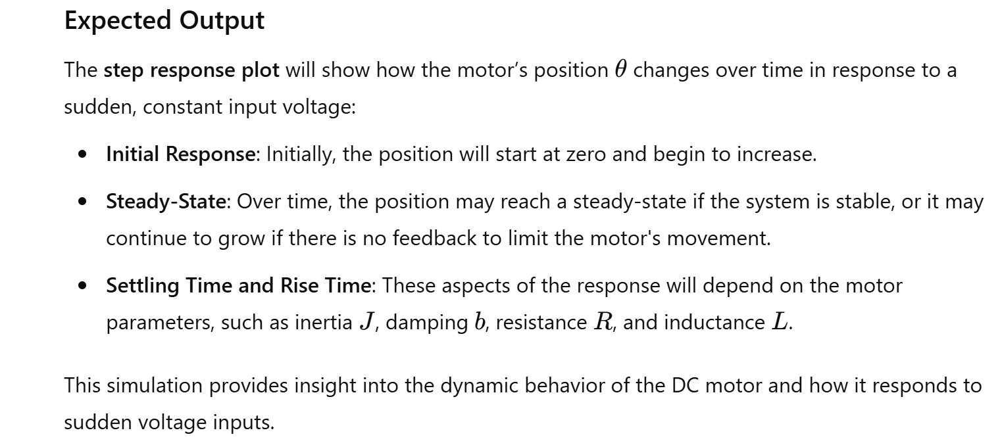 Expected Output
The step response plot will show how the motor’s position θ changes over time in response to a
sudden, constant input voltage:
• Initial Response: Initially, the position will start at zero and begin to increase.
• Steady-State: Over time, the position may reach a steady-state if the system is stable, or it may
continue to grow if there is no feedback to limit the motor's movement.
• Settling Time and Rise Time: These aspects of the response will depend on the motor
parameters, such as inertia J, damping b, resistance R, and inductance L.
This simulation provides insight into the dynamic behavior of the DC motor and how it responds to
sudden voltage inputs.